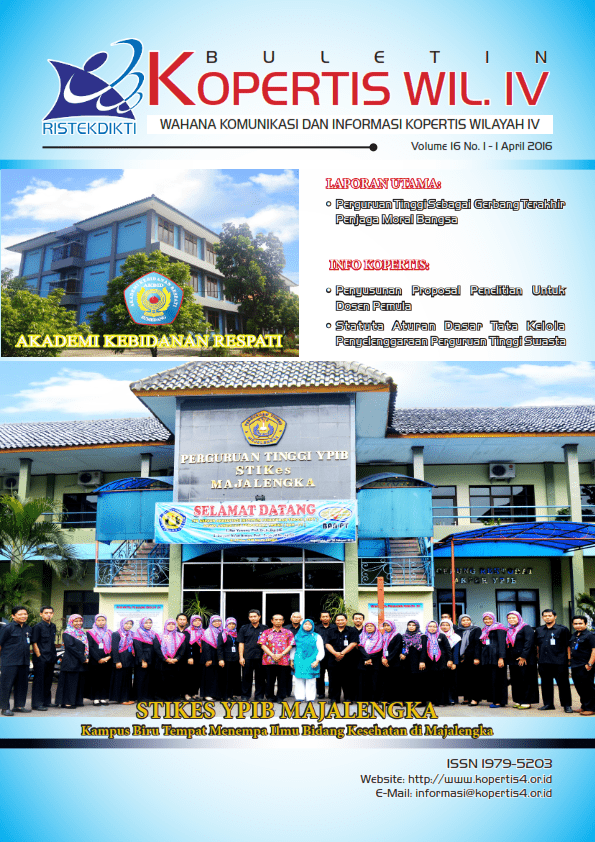 BULETIN
KOPERTIS WIL. IV
RISTEKDIKTI
WAHANA KOMUNIKASI DAN INFORMASI KOPERTIS WILAYAH IV
Volume 16 No. 1 - 1 April 2016
LAPORAN UTAMA:
• Perguruan Tinggi Sebagai Gerbang Terakhir
Penjaga Moral Bangsa
INFO KOPERTIS:
• Penyusunan Proposal Penelitian Untuk
Dosen Pemula
• Statuta Aturan Dasar Tata Kelola
Penyelenggaraan Perguruan Tinggi Swasta
AKADEMI KEBIDANAN RESPATI
PERGURUAN TINGGI YPIB
STIKes
MAJALENGKA
SELAMAT DATANG
STIKES YPIB MAJALENGKA
Kampus Biru Tempat Menempa Ilmu Bidang Kesehatan di Majalengka
ISSN 1979-5203
Website: http://www.kopertis4.or.id
E-Mail: informasi@kopertis4.or.id